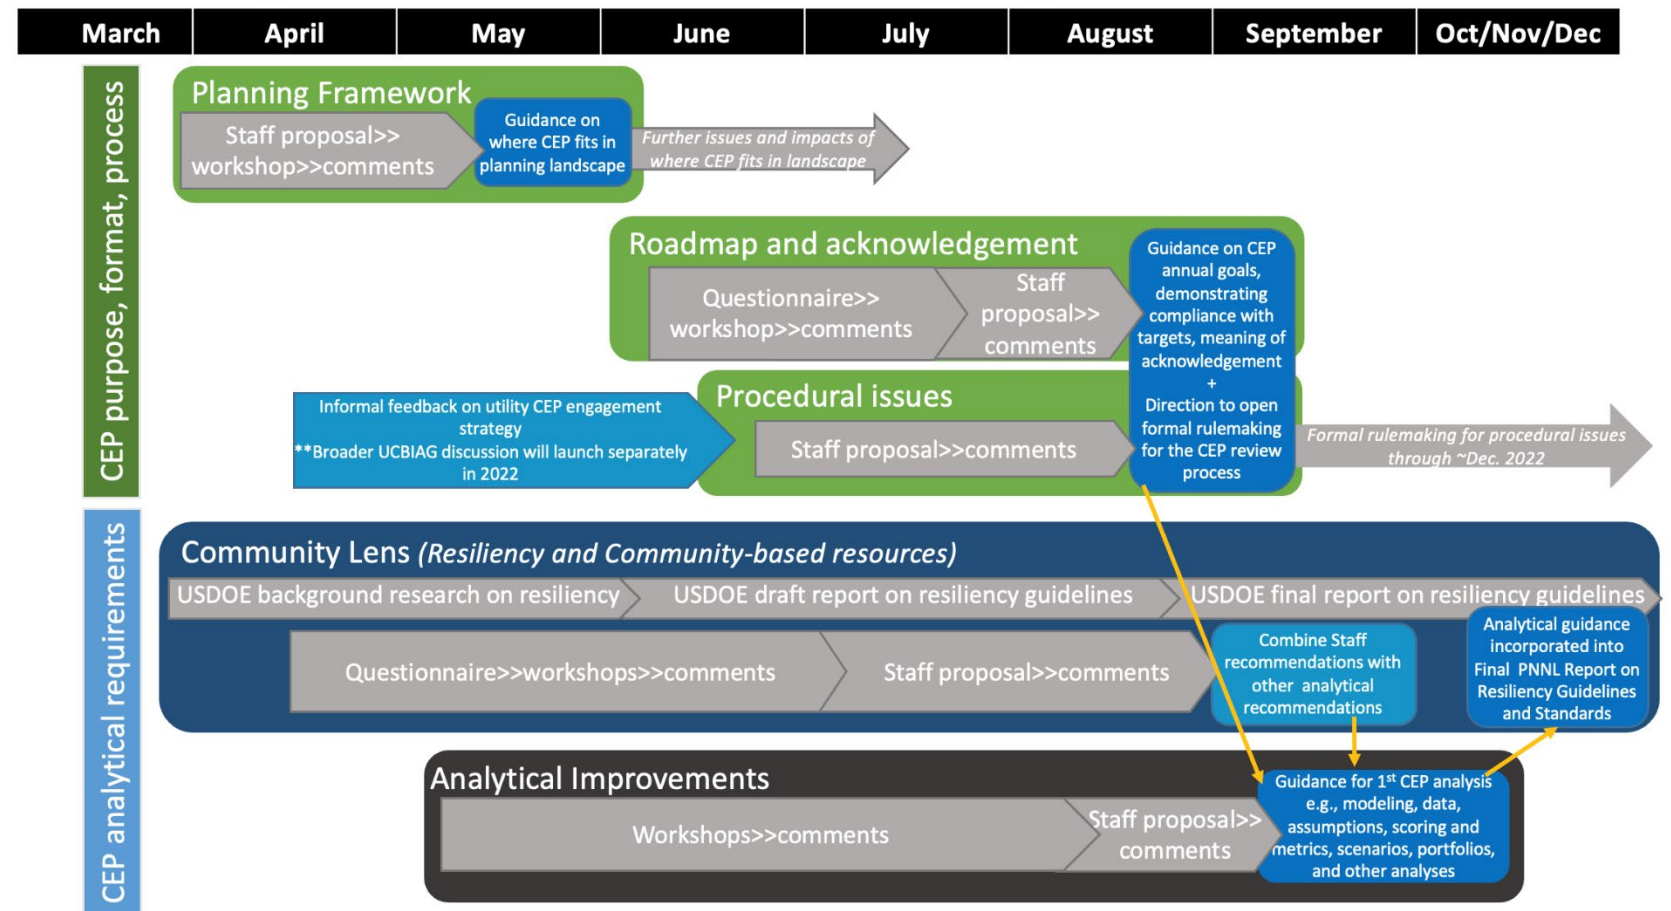 March April May June July August September Oct/Nov/Dec
CEP purpose, format, process
Planning Framework
Staff proposal>>
workshop>>comments
Guidance on
where CEP fits in
planning landscape
Further issues and impacts of
where CEP fits in landscape
Roadmap and acknowledgement
Questionnaire>>
workshop>>comments
Staff
proposal>>
comments
Guidance on CEP
annual goals,
demonstrating
compliance with
targets, meaning of
acknowledgement
+
Direction to open
formal rulemaking
for the CEP review
process
Informal feedback on utility CEP engagement
strategy
**Broader UCBIAG discussion will launch separately
in 2022
Procedural issues
Staff proposal>>comments
Formal rulemaking for procedural issues
through ~Dec. 2022
CEP analytical requirements
Community Lens (Resiliency and Community-based resources)
USDOE background research on resiliency
USDOE draft report on resiliency guidelines
USDOE final report on resiliency guidelines
Questionnaire>>workshops>>comments
Staff proposal>>comments
Combine Staff
recommendations with
other analytical
recommendations
Analytical guidance
incorporated into
Final PNNL Report on
Resiliency Guidelines
and Standards
Analytical Improvements
Workshops>>comments
Staff proposal>>
comments
Guidance for 1st CEP analysis
e.g., modeling, data,
assumptions, scoring and
metrics, scenarios, portfolios,
and other analyses